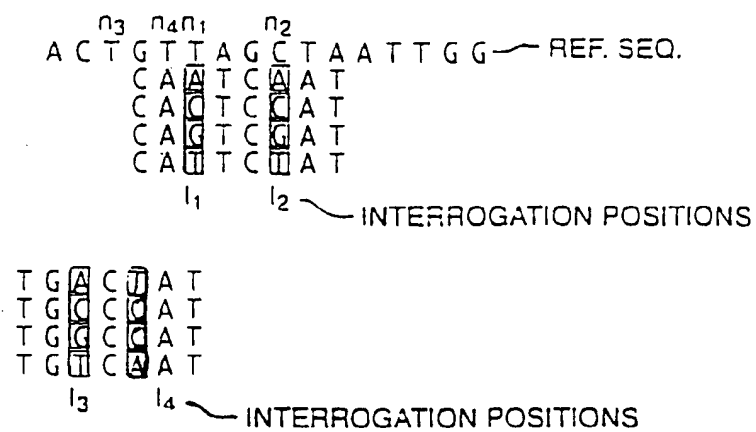 n3 n4 n1 n2
A C T G T T A G C T A A T T G G REF. SEQ.
C A A T C A A T
C A C T C C A T
C A G T C G A T
C A T T C T A T
I1 I2 INTERROGATION POSITIONS
T G A C T A T
T G C C C A T
T G G C C A T
T G T C A A T
I3 I4 INTERROGATION POSITIONS